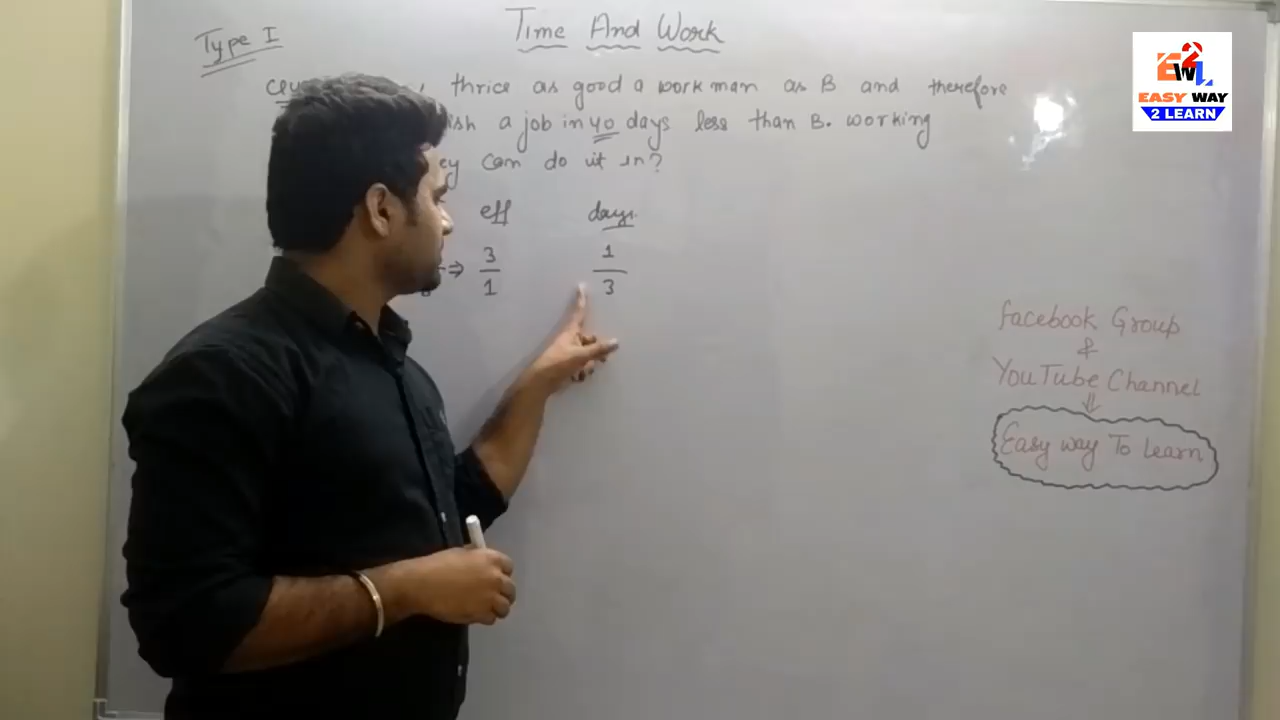 Type I
Time And Work
thrice as good a workman as B and therefore
a job in 40 days less than B. working
can do it in?
eff
days
⇒ 3/1
1/3
facebook Group
&
YouTube Channel
⇓
Easy way To Learn
E2L
W
EASY WAY
2 LEARN